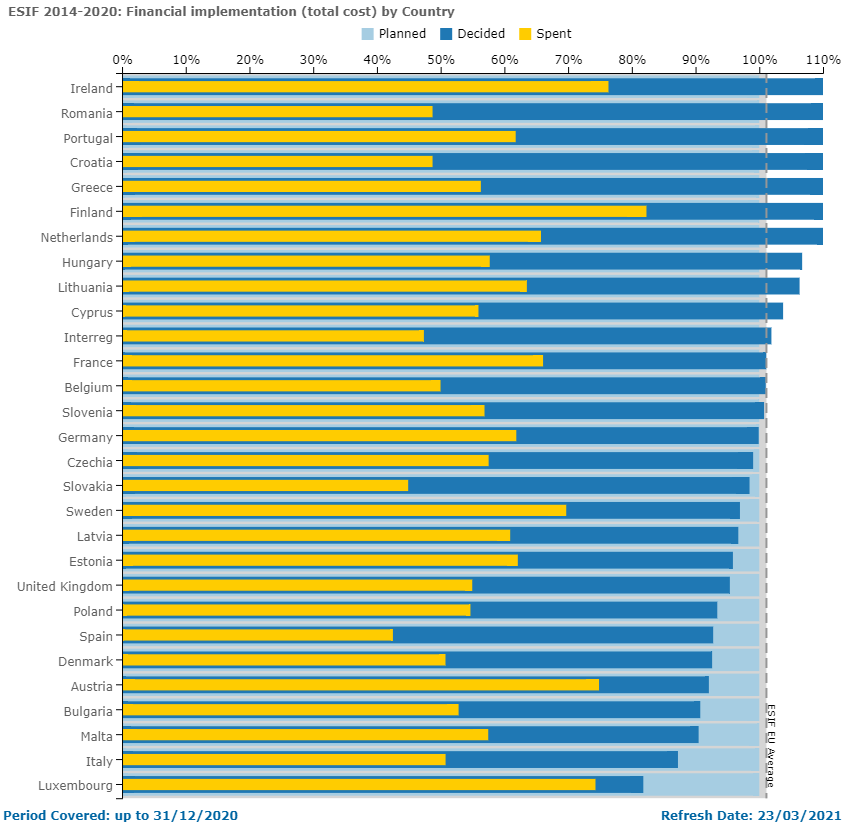 ESIF 2014-2020: Financial implementation (total cost) by Country
Planned Decided Spent
0% 10% 20% 30% 40% 50% 60% 70% 80% 90% 100% 110%
Ireland
Romania
Portugal
Croatia
Greece
Finland
Netherlands
Hungary
Lithuania
Cyprus
Interreg
France
Belgium
Slovenia
Germany
Czechia
Slovakia
Sweden
Latvia
Estonia
United Kingdom
Poland
Spain
Denmark
Austria
Bulgaria
Malta
Italy
Luxembourg
ESIF EU Average
Period Covered: up to 31/12/2020
Refresh Date: 23/03/2021